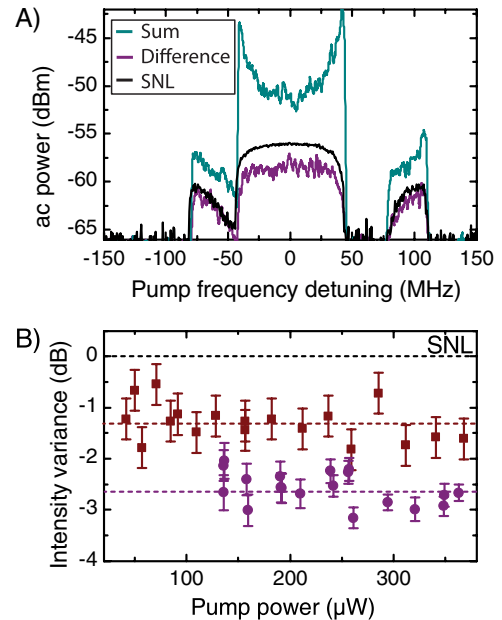 A)
Sum
Difference
SNL
ac power (dBm)
-45
-50
-55
-60
-65
-150 -100 -50 0 50 100 150
Pump frequency detuning (MHz)
B)
SNL
Intensity variance (dB)
0
-1
-2
-3
-4
100 200 300
Pump power (µW)